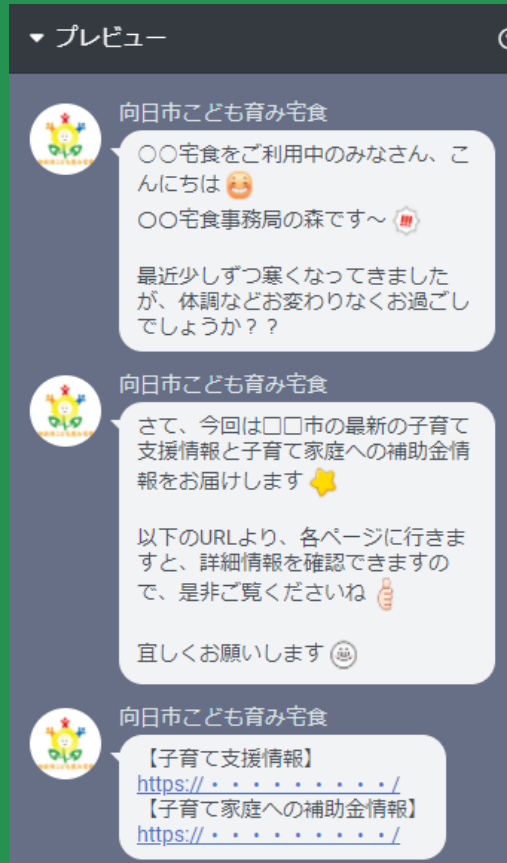 プレビュー
向日市こども育み宅食
〇〇宅食をご利用中のみなさん、こ
んにちは
〇〇宅食事務局の森です～
最近少しずつ寒くなってきました
が、体調などお変わりなくお過ごし
でしょうか？？
向日市こども育み宅食
さて、今回は□□市の最新の子育て
支援情報と子育て家庭への補助金情
報をお届けします
以下のURLより、各ページに行きま
すと、詳細情報を確認できますの
で、是非ご覧くださいね
宜しくお願いします
向日市こども育み宅食
【子育て支援情報】
https://・・・・・・・・・/
【子育て家庭への補助金情報】
https://・・・・・・・・・/